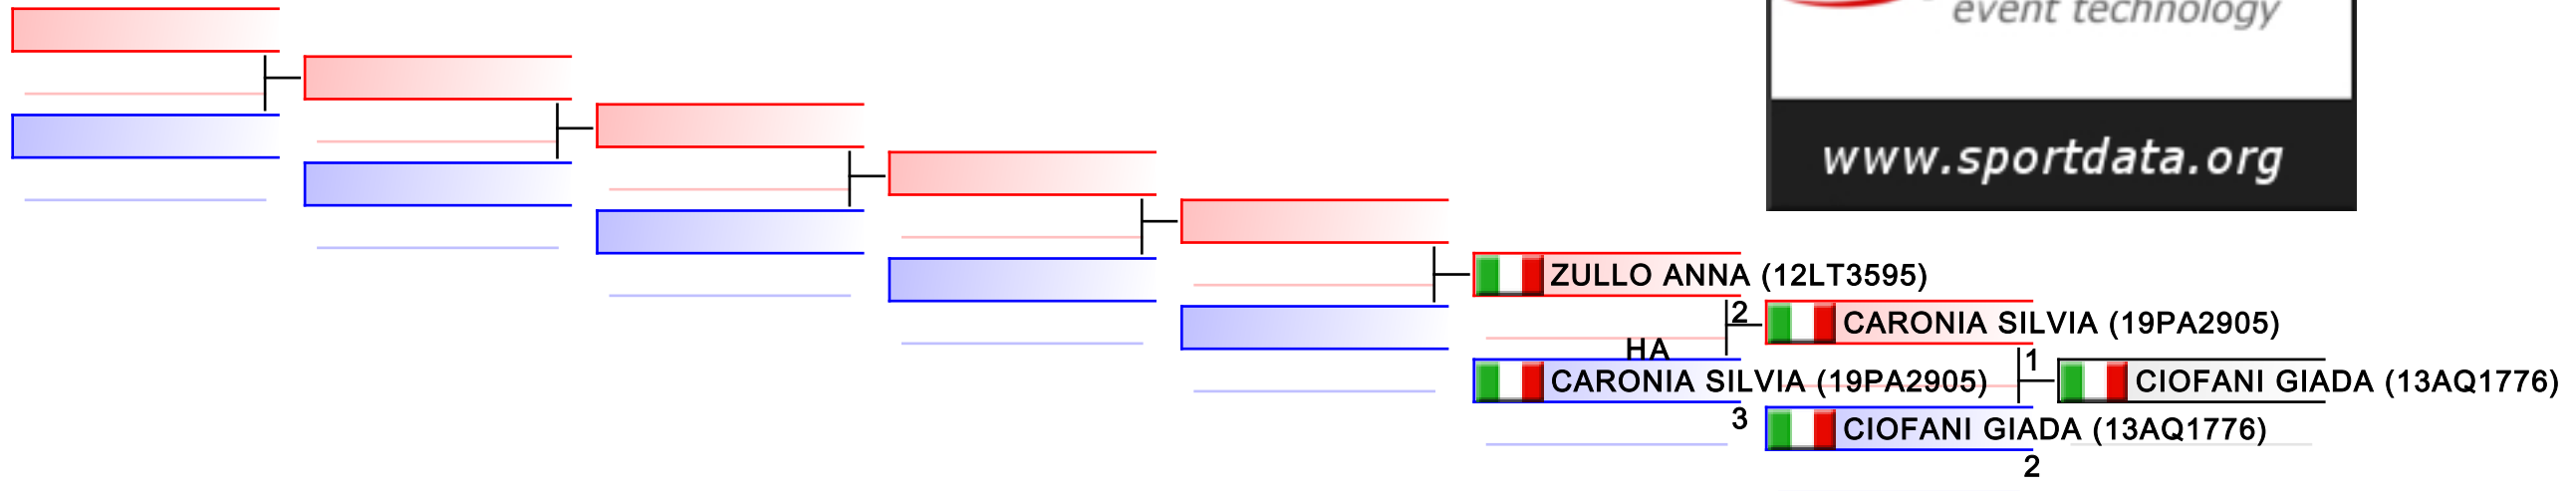 event technology
www.sportdata.org
ZULLO ANNA (12LT3595)
2
CARONIA SILVIA (19PA2905)
HA
1
CARONIA SILVIA (19PA2905)
CIOFANI GIADA (13AQ1776)
3
CIOFANI GIADA (13AQ1776)
2